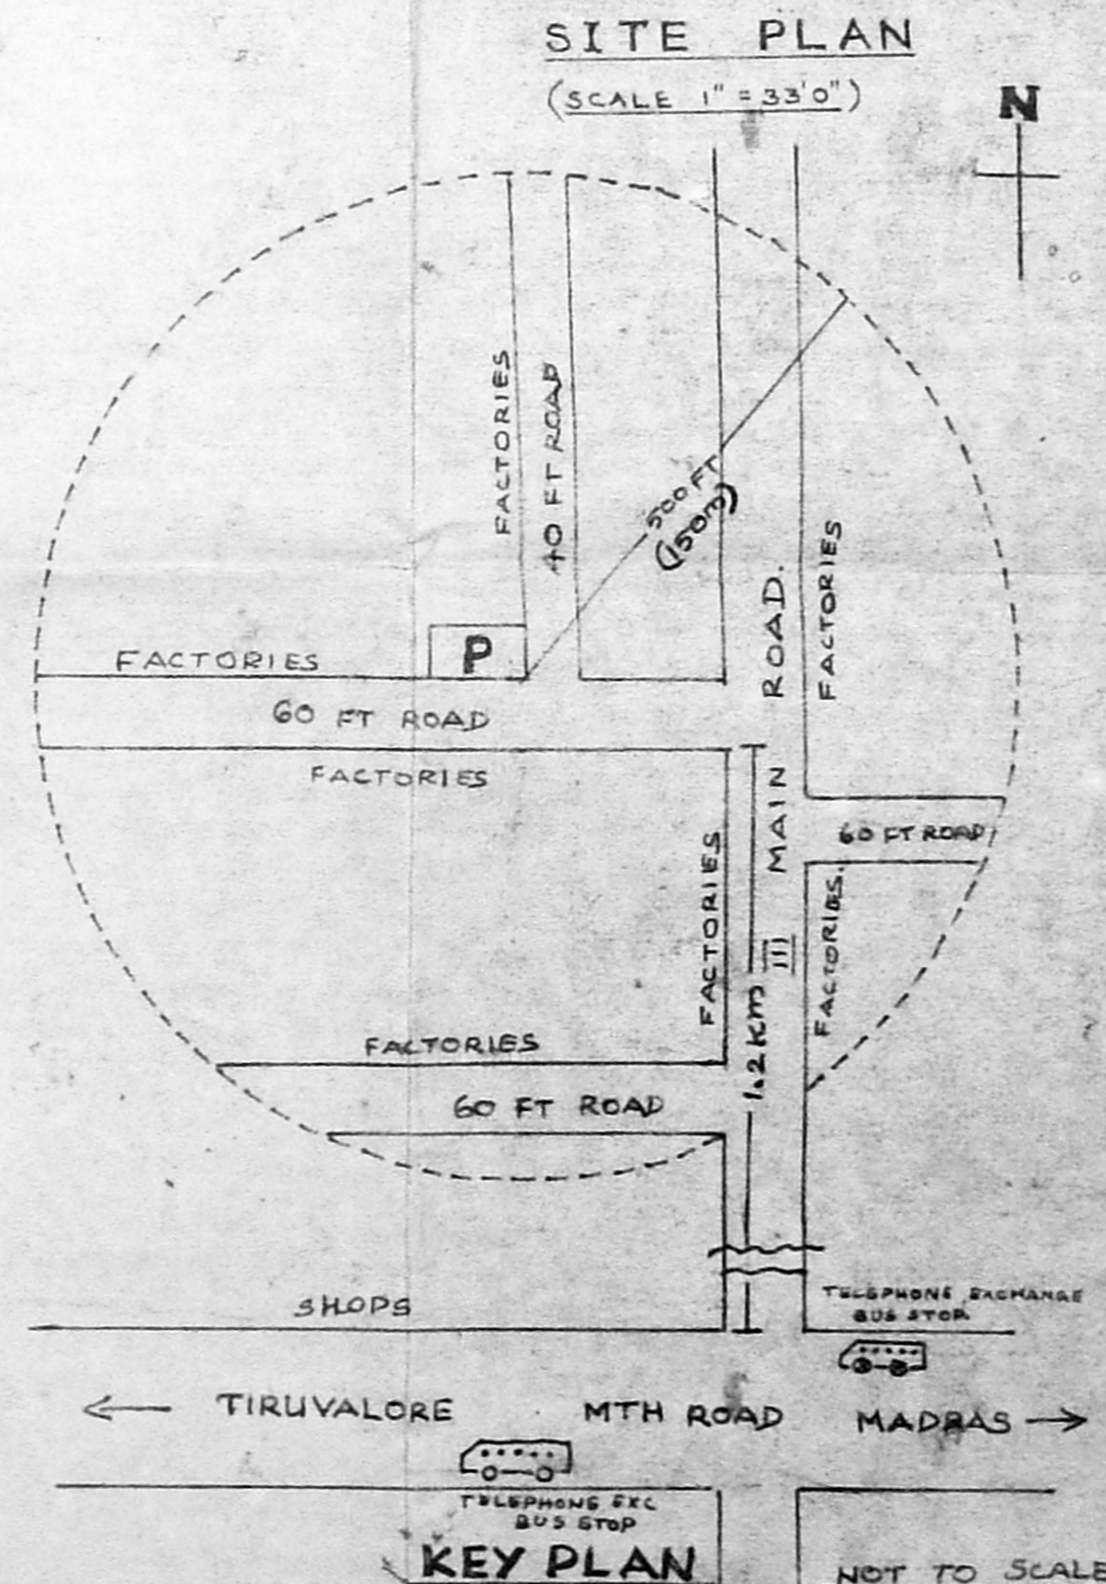 SITE PLAN
(SCALE 1" = 33'0")
N
FACTORIES
40 FT ROAD
500 FT
(150m)
FACTORIES
ROAD.
FACTORIES
P
60 FT ROAD
FACTORIES
MAIN
60 FT ROAD
FACTORIES
III
FACTORIES.
1.2 Km
FACTORIES
60 FT ROAD
SHOPS
TELEPHONE EXCHANGE
BUS STOP
← TIRUVALORE MTH ROAD MADRAS →
TELEPHONE EXC
BUS STOP
KEY PLAN
NOT TO SCALE